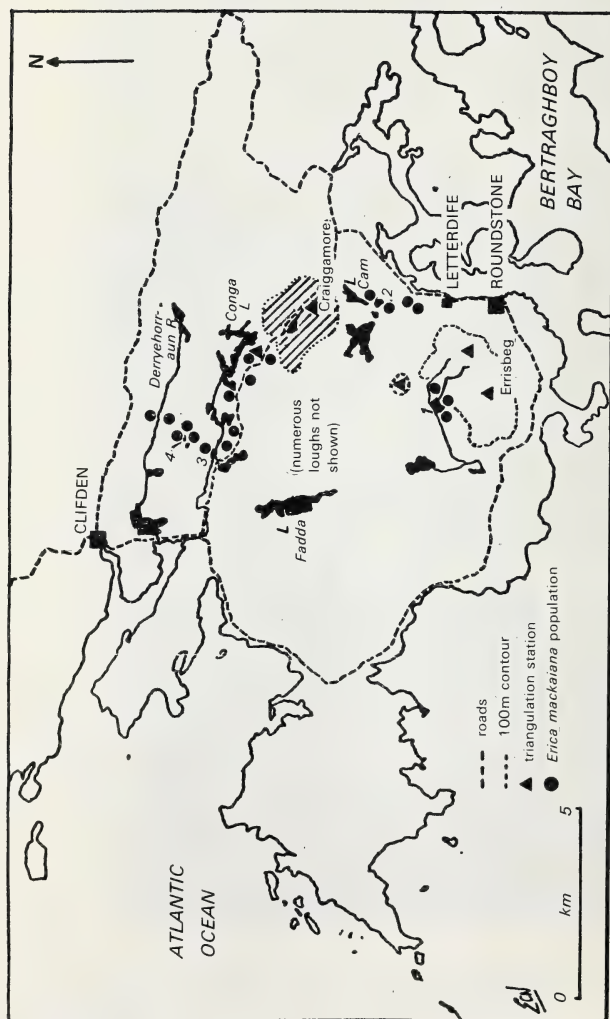 N
CLIFDEN
Derryehorr-
aun R.
4
3
Conga
L
Craiggamore
L
Fadda
(numerous
loughs not
shown)
L
Cam
2
1
LETTERDIFE
ROUNDSTONE
Errisbeg
BERTRAGHBOY
BAY
ATLANTIC
OCEAN
roads
100m contour
triangulation station
Erica mackaiana population
0 km 5